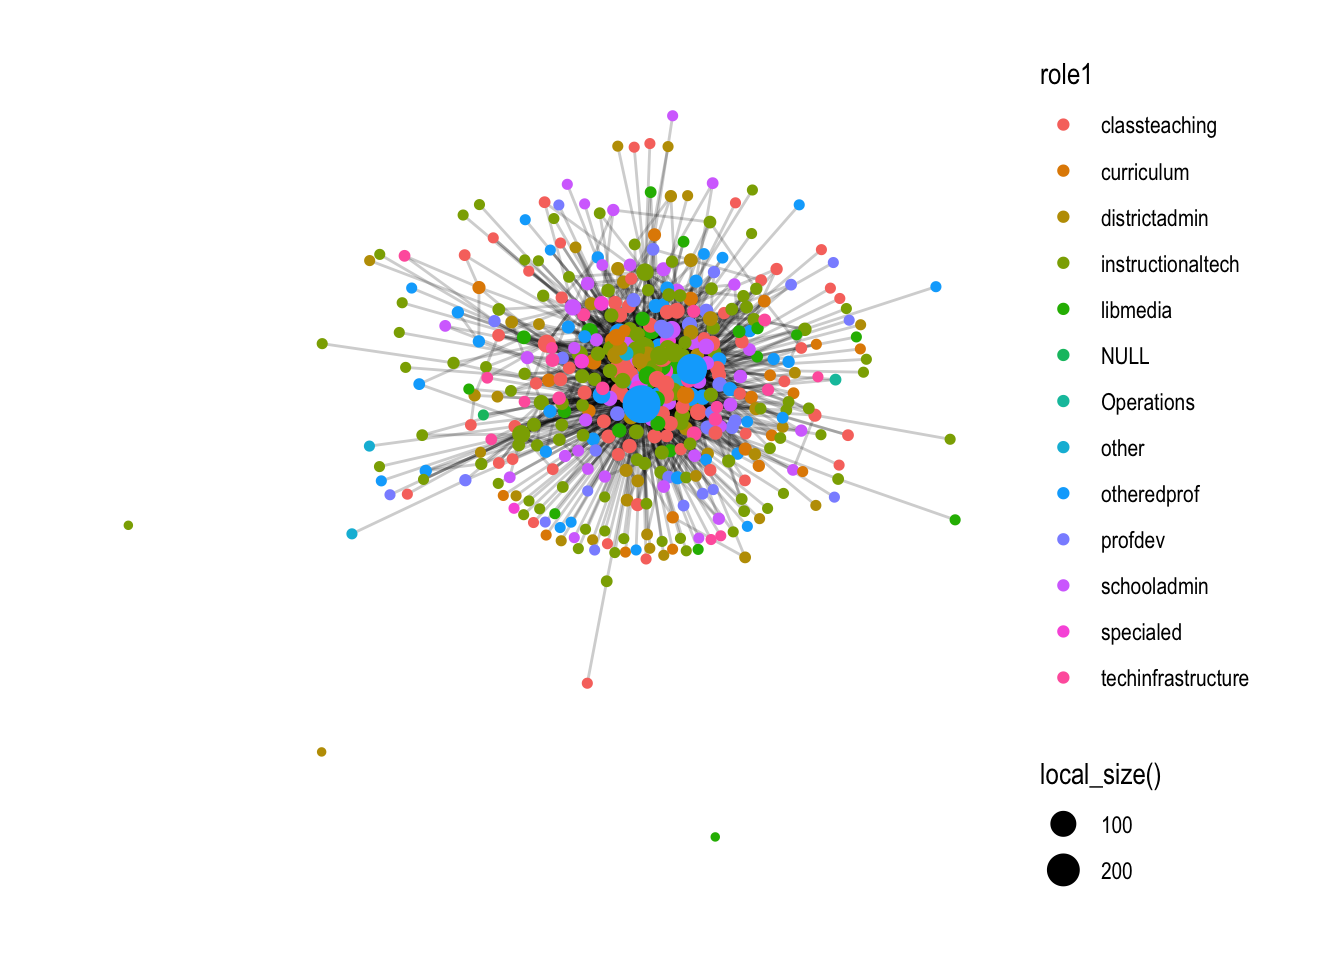 role1
classteaching
curriculum
districtadmin
instructionaltech
libmedia
NULL
Operations
other
otheredprof
profdev
schooladmin
specialed
techinfrastructure
local_size()
100
200